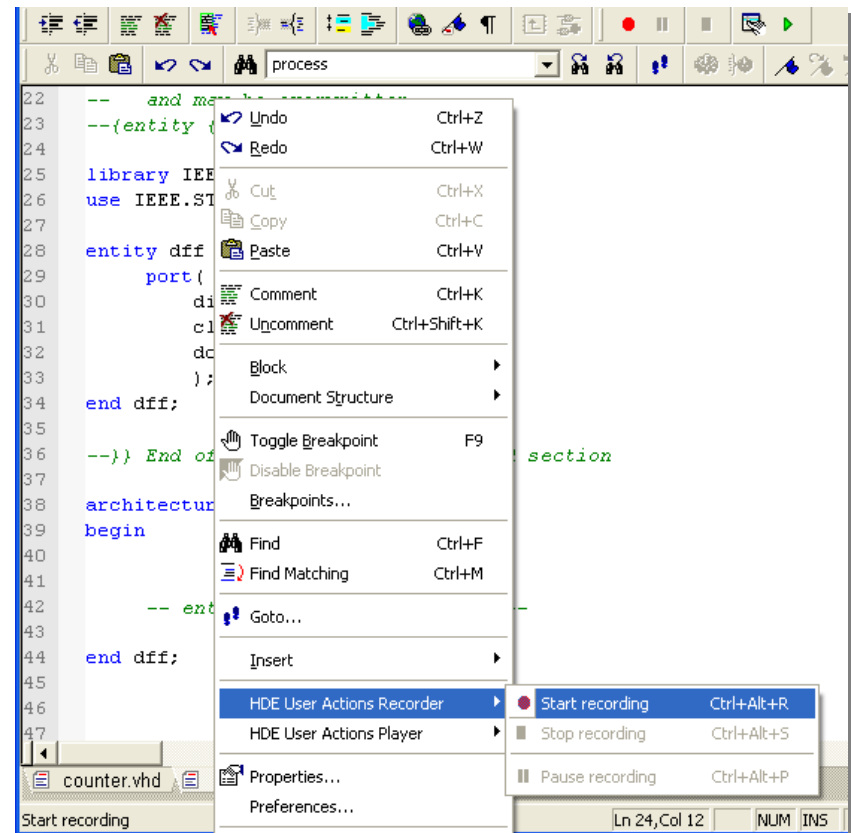 process
22 -- and may be overwritten
23 --{entity {
24
25 library IEE
26 use IEEE.ST
27
28 entity dff
29 port(
30 di
31 cl
32 do
33 );
34 end dff;
35
36 --}} End of section
37
38 architectur
39 begin
40
41
42 -- ent --
43
44 end dff;
45
46
47
Undo Ctrl+Z
Redo Ctrl+W
Cut Ctrl+X
Copy Ctrl+C
Paste Ctrl+V
Comment Ctrl+K
Uncomment Ctrl+Shift+K
Block
Document Structure
Toggle Breakpoint F9
Disable Breakpoint
Breakpoints...
Find Ctrl+F
Find Matching Ctrl+M
Goto...
Insert
HDE User Actions Recorder
HDE User Actions Player
Properties...
Preferences...
Start recording Ctrl+Alt+R
Stop recording Ctrl+Alt+S
Pause recording Ctrl+Alt+P
counter.vhd
Start recording Ln 24,Col 12 NUM INS